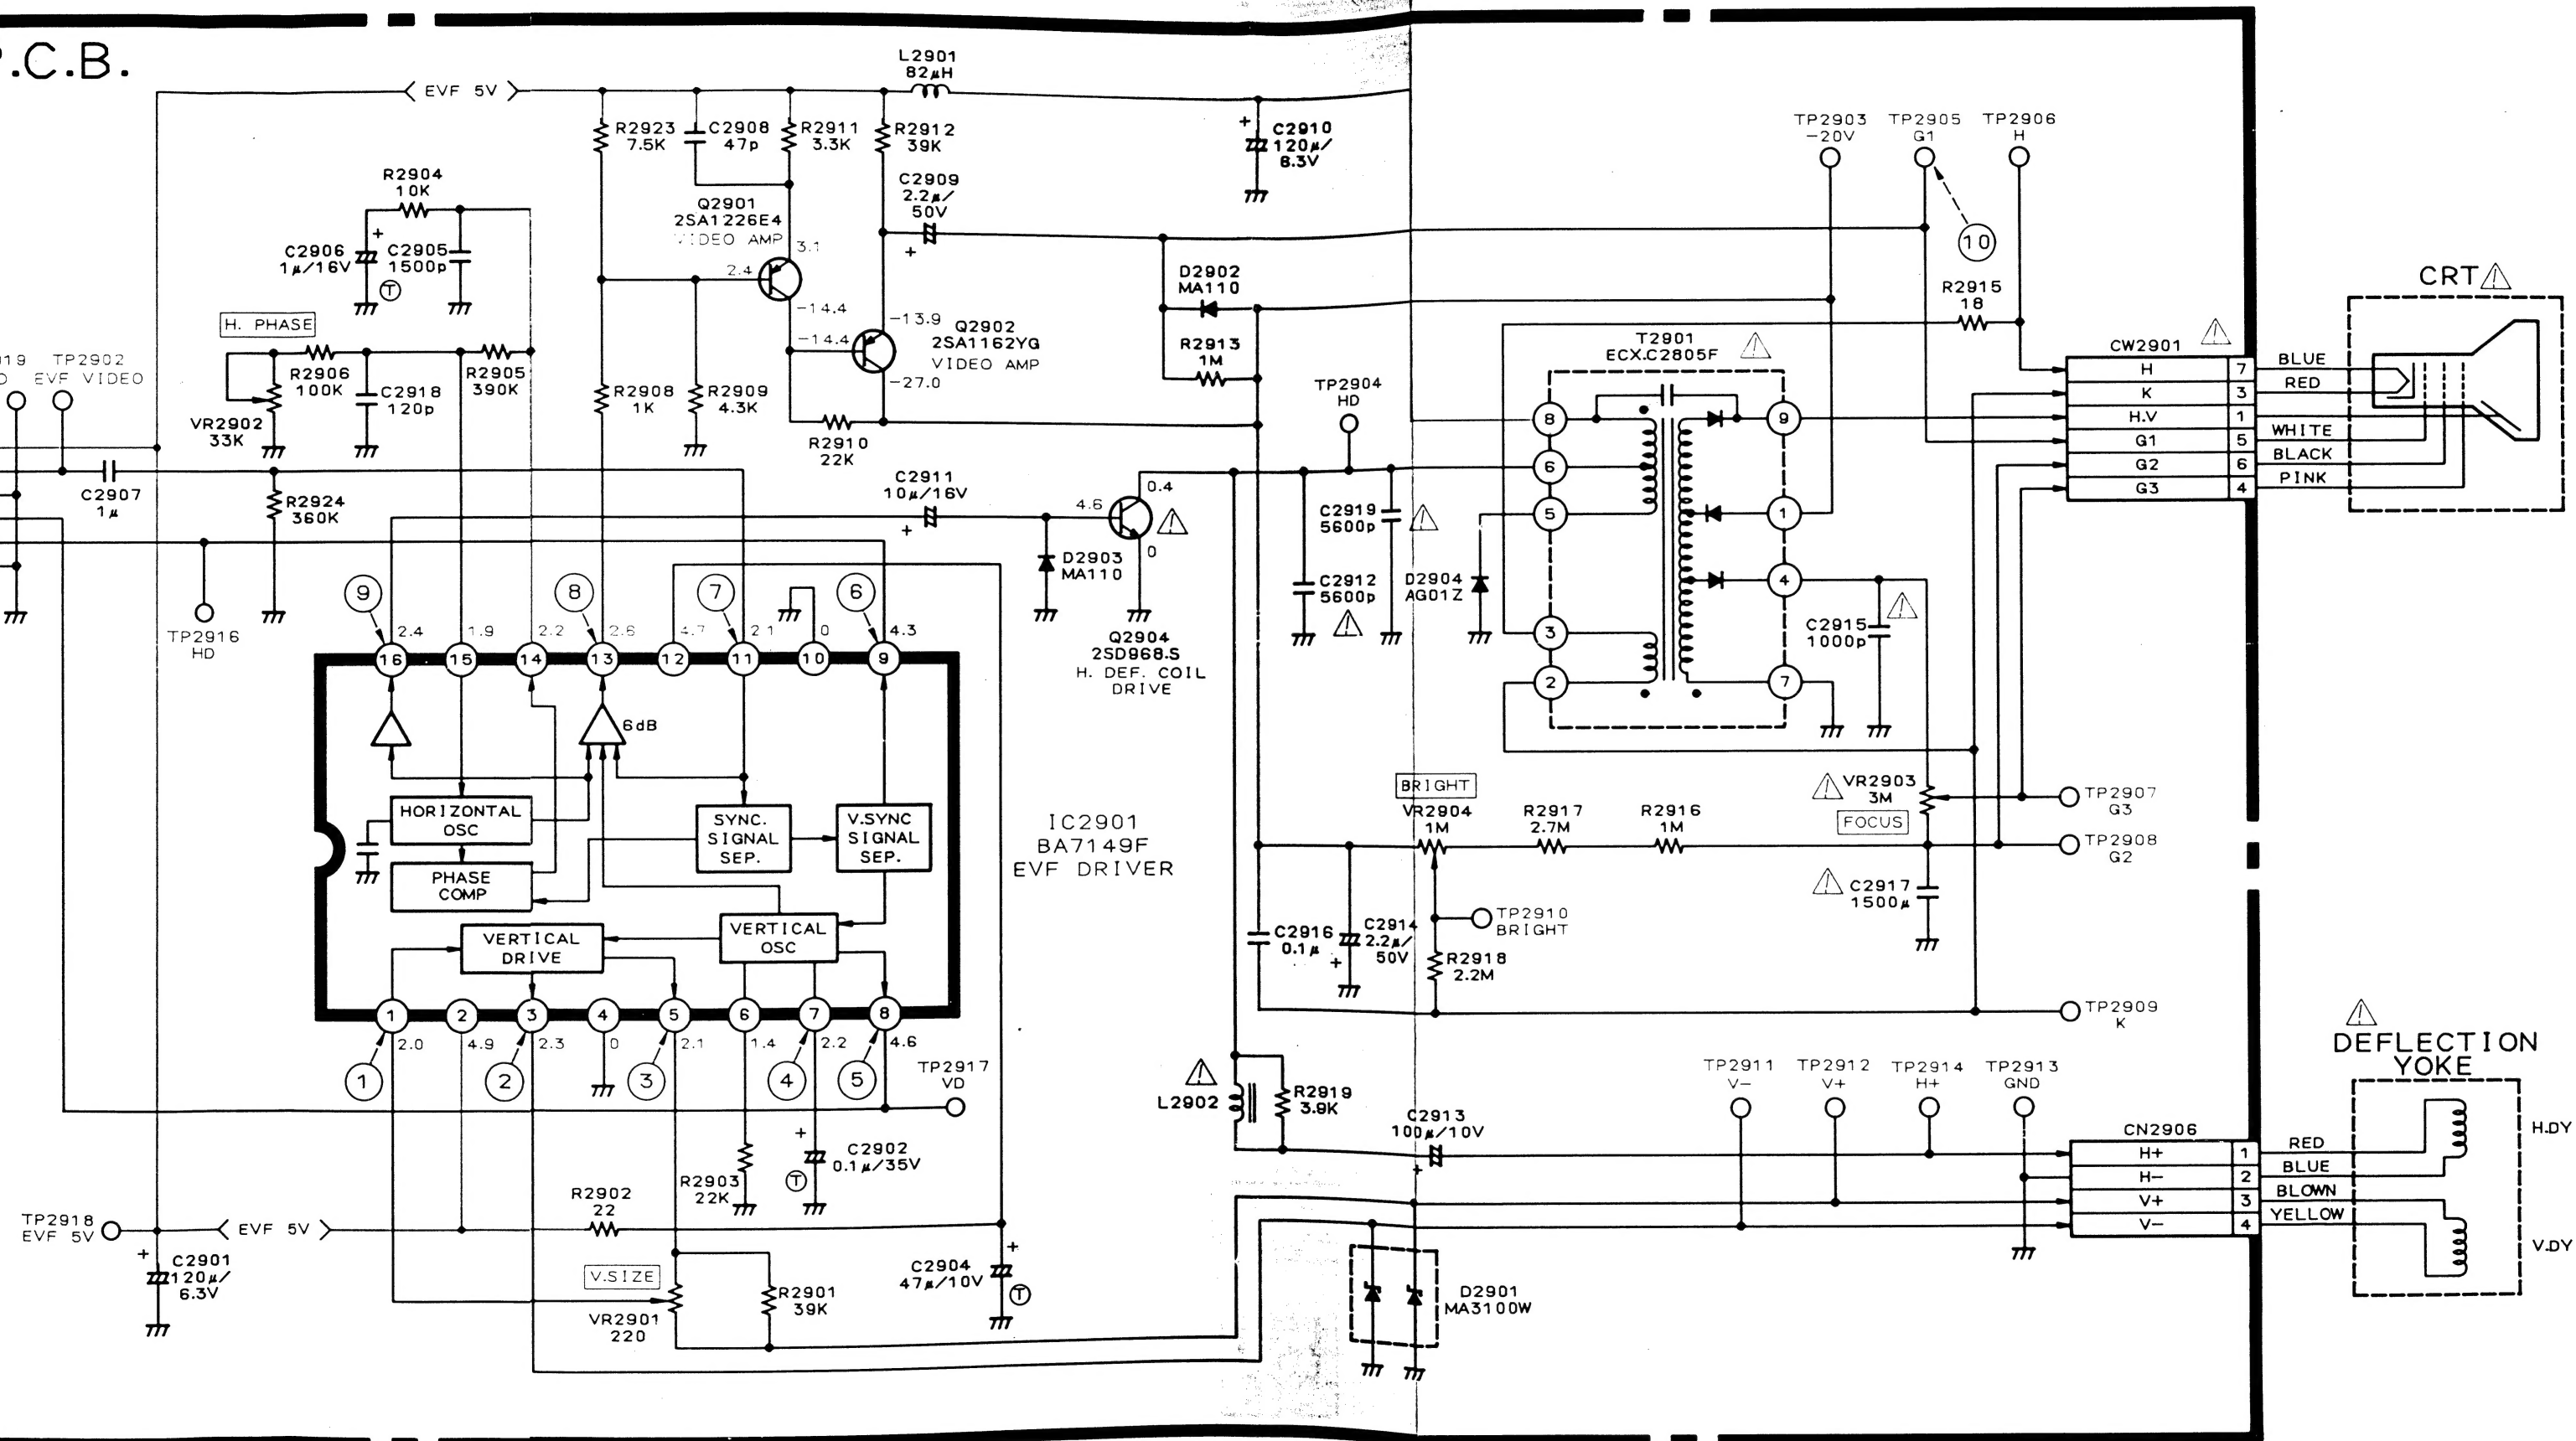 P.C.B.
EVF 5V
L2901
82μH
R2923
7.5K
C2908
47p
R2911
3.3K
R2912
39K
+
C2910
120μ/
6.3V
TP2903
-20V
TP2905
G1
TP2906
H
R2904
10K
C2909
2.2μ/
50V
+
Q2901
2SA1226E4
VIDEO AMP
3.1
2.4
-14.4
+
C2906
1μ/16V
C2905
1500p
T
10
D2902
MA110
R2915
18
CRT
H. PHASE
-13.9
-14.4
Q2902
2SA1162YG
VIDEO AMP
-27.0
R2913
1M
T2901
ECX.C2805F
CW2901
TP2902
EVF VIDEO
R2906
100K
C2918
120p
R2905
390K
R2908
1K
R2909
4.3K
VR2902
33K
R2910
22K
TP2904
HD
8
9
6
5
1
3
4
2
7
H 7 BLUE
K 3 RED
H.V 1
G1 5 WHITE
G2 6 BLACK
G3 4 PINK
C2907
1μ
R2924
360K
C2911
10μ/16V
+
4.6
0.4
0
D2903
MA110
Q2904
2SD968.S
H. DEF. COIL
DRIVE
C2919
5600p
C2912
5600p
D2904
AG01Z
C2915
1000p
TP2916
HD
9
8
7
6
2.4
1.9
2.2
2.6
4.7
2.1
0
4.3
16 15 14 13 12 11 10 9
6dB
HORIZONTAL
OSC
PHASE
COMP
SYNC.
SIGNAL
SEP.
V.SYNC
SIGNAL
SEP.
VERTICAL
DRIVE
VERTICAL
OSC
IC2901
BA7149F
EVF DRIVER
1 2 3 4 5 6 7 8
2.0
4.9
2.3
0
2.1
1.4
2.2
4.6
1
2
3
4
5
TP2917
VD
BRIGHT
VR2904
1M
R2917
2.7M
R2916
1M
VR2903
3M
FOCUS
TP2907
G3
TP2908
G2
C2917
1500μ
C2916
0.1μ
C2914
2.2μ/
50V
+
TP2910
BRIGHT
R2918
2.2M
TP2909
K
DEFLECTION
YOKE
L2902
R2919
3.9K
C2913
100μ/10V
+
TP2911
V-
TP2912
V+
TP2914
H+
TP2913
GND
CN2906
H+ 1 RED
H- 2 BLUE
V+ 3 BLOWN
V- 4 YELLOW
H.DY
V.DY
R2903
22K
+
C2902
0.1μ/35V
T
TP2918
EVF 5V
EVF 5V
R2902
22
+
C2901
120μ/
6.3V
V.SIZE
VR2901
220
R2901
39K
C2904
47μ/10V
+
T
D2901
MA3100W